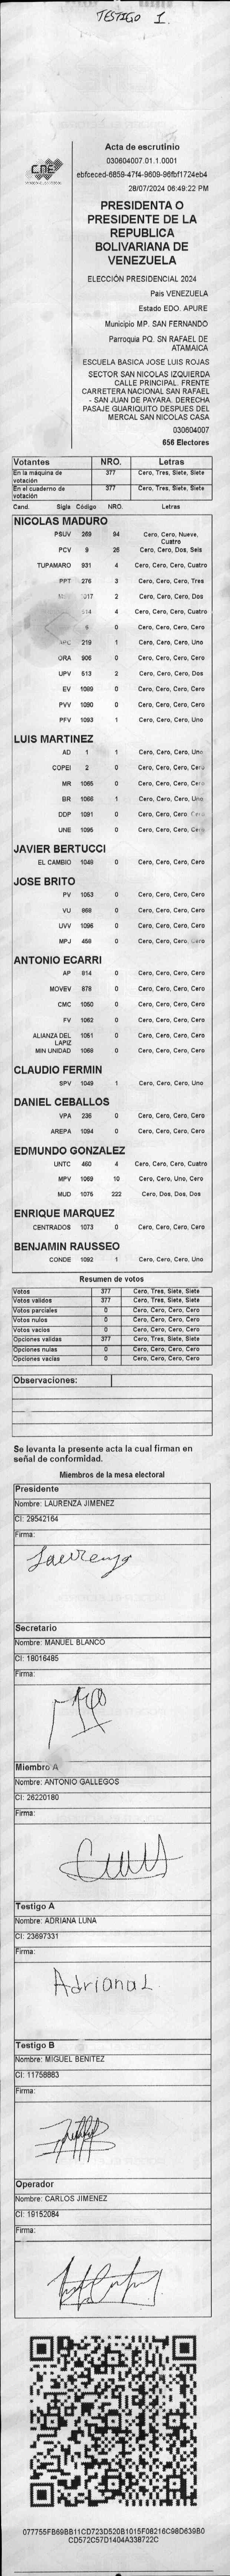 TESTIGO 1.
CNE
Acta de escrutinio
030604007.01.1.0001
ebfceced-6859-47f4-9609-96fbf1724eb4
28/07/2024 06:49:22 PM
PRESIDENTA O
PRESIDENTE DE LA
REPUBLICA
BOLIVARIANA DE
VENEZUELA
ELECCIÓN PRESIDENCIAL 2024
Pais VENEZUELA
Estado EDO. APURE
Municipio MP. SAN FERNANDO
Parroquia PQ. SN RAFAEL DE
ATAMAICA
ESCUELA BASICA JOSE LUIS ROJAS
SECTOR SAN NICOLAS IZQUIERDA
CALLE PRINCIPAL. FRENTE
CARRETERA NACIONAL SAN RAFAEL
- SAN JUAN DE PAYARA. DERECHA
PASAJE GUARIQUITO DESPUES DEL
MERCAL SAN NICOLAS CASA
030604007
656 Electores
Votantes NRO. Letras
En la máquina de votación 377 Cero, Tres, Siete, Siete
En el cuaderno de votación 377 Cero, Tres, Siete, Siete
Cand. Sigla Código NRO. Letras
NICOLAS MADURO
PSUV 269 94 Cero, Cero, Nueve, Cuatro
PCV 9 26 Cero, Cero, Dos, Seis
TUPAMARO 931 4 Cero, Cero, Cero, Cuatro
PPT 276 3 Cero, Cero, Cero, Tres
2 Cero, Cero, Cero, Dos
4 Cero, Cero, Cero, Cuatro
0 Cero, Cero, Cero, Cero
APC 219 1 Cero, Cero, Cero, Uno
ORA 906 0 Cero, Cero, Cero, Cero
UPV 613 2 Cero, Cero, Cero, Dos
EV 1089 0 Cero, Cero, Cero, Cero
PVV 1090 0 Cero, Cero, Cero, Cero
PFV 1093 1 Cero, Cero, Cero, Uno
LUIS MARTINEZ
AD 1 1 Cero, Cero, Cero, Uno
COPEI 2 0 Cero, Cero, Cero, Cero
MR 1065 0 Cero, Cero, Cero, Cero
BR 1066 1 Cero, Cero, Cero, Uno
DDP 1091 0 Cero, Cero, Cero, Cero
UNE 1095 0 Cero, Cero, Cero, Cero
JAVIER BERTUCCI
EL CAMBIO 1048 0 Cero, Cero, Cero, Cero
JOSE BRITO
PV 1053 0 Cero, Cero, Cero, Cero
VU 868 0 Cero, Cero, Cero, Cero
UVV 1096 0 Cero, Cero, Cero, Cero
MPJ 458 0 Cero, Cero, Cero, Cero
ANTONIO ECARRI
AP 814 0 Cero, Cero, Cero, Cero
MOVEV 878 0 Cero, Cero, Cero, Cero
CMC 1050 0 Cero, Cero, Cero, Cero
FV 1062 0 Cero, Cero, Cero, Cero
ALIANZA DEL LAPIZ 1051 0 Cero, Cero, Cero, Cero
MIN UNIDAD 1069 0 Cero, Cero, Cero, Cero
CLAUDIO FERMIN
SPV 1049 1 Cero, Cero, Cero, Uno
DANIEL CEBALLOS
VPA 236 0 Cero, Cero, Cero, Cero
AREPA 1094 0 Cero, Cero, Cero, Cero
EDMUNDO GONZALEZ
UNTC 460 4 Cero, Cero, Cero, Cuatro
MPV 1069 10 Cero, Cero, Uno, Cero
MUD 1075 222 Cero, Dos, Dos, Dos
ENRIQUE MARQUEZ
CENTRADOS 1073 0 Cero, Cero, Cero, Cero
BENJAMIN RAUSSEO
CONDE 1092 1 Cero, Cero, Cero, Uno
Resumen de votos
Votos 377 Cero, Tres, Siete, Siete
Votos validos 377 Cero, Tres, Siete, Siete
Votos parciales 0 Cero, Cero, Cero, Cero
Votos nulos 0 Cero, Cero, Cero, Cero
Votos vacios 0 Cero, Cero, Cero, Cero
Opciones validas 377 Cero, Tres, Siete, Siete
Opciones nulas 0 Cero, Cero, Cero, Cero
Opciones vacias 0 Cero, Cero, Cero, Cero
Observaciones:
Se levanta la presente acta la cual firman en
señal de conformidad.
Miembros de la mesa electoral
Presidente
Nombre: LAURENZA JIMENEZ
CI: 29542164
Firma:
Laurenza
Secretario
Nombre: MANUEL BLANCO
CI: 18016485
Firma:
Miembro A
Nombre: ANTONIO GALLEGOS
CI: 26220180
Firma:
Testigo A
Nombre: ADRIANA LUNA
CI: 23697331
Firma:
Adriana L.
Testigo B
Nombre: MIGUEL BENITEZ
CI: 11758883
Firma:
Operador
Nombre: CARLOS JIMENEZ
CI: 19152084
Firma:
077755FB69BB11CD723D520B1015F08216C98D639B0
CD572C57D1404A338722C